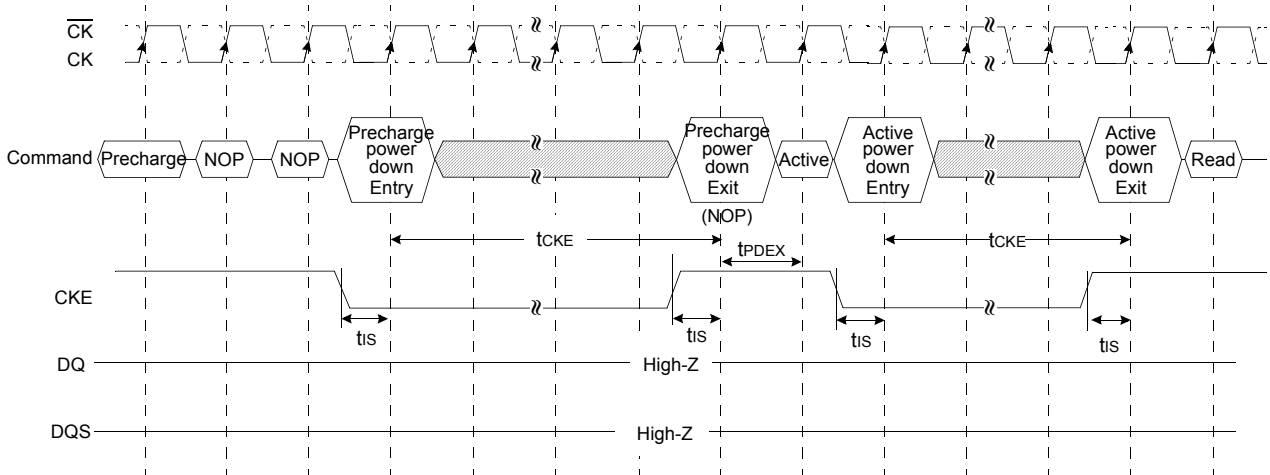 CK
CK
Command
Precharge
NOP
NOP
Precharge
power
down
Entry
Precharge
power
down
Exit
(NOP)
Active
Active
power
down
Entry
Active
power
down
Exit
Read
tCKE
tPDEX
tCKE
CKE
tIS
tIS
tIS
tIS
DQ
High-Z
DQS
High-Z